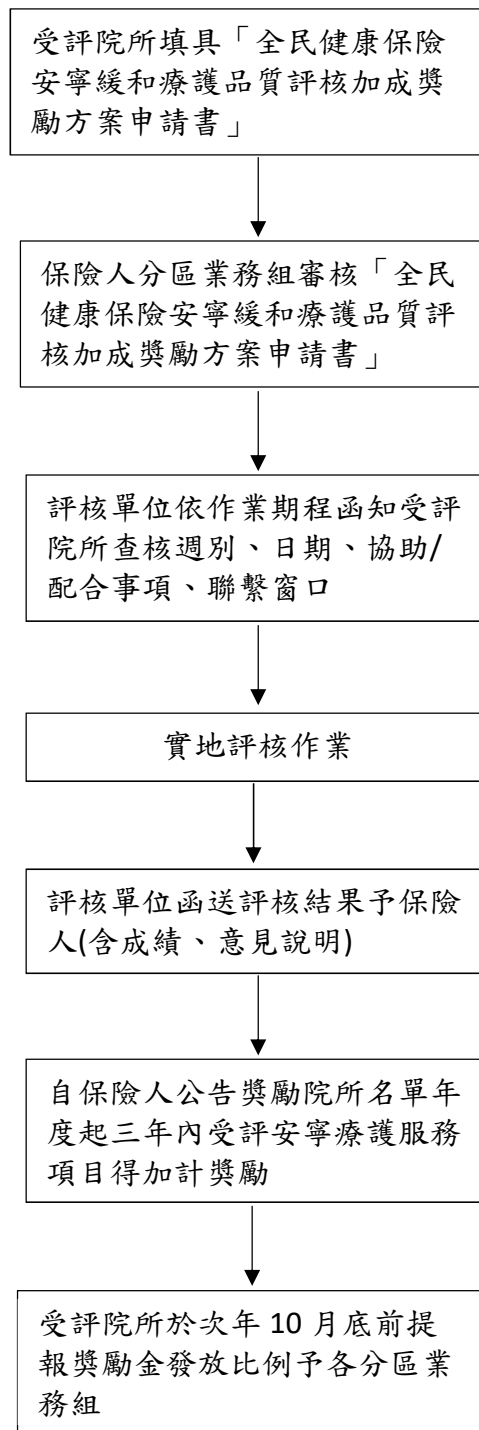 受評院所填具「全民健康保險
安寧緩和療護品質評核加成獎
勵方案申請書」
保險人分區業務組審核「全民
健康保險安寧緩和療護品質評
核加成獎勵方案申請書」
評核單位依作業期程函知受評
院所查核週別、日期、協助/
配合事項、聯繫窗口
實地評核作業
評核單位函送評核結果予保險
人(含成績、意見說明)
自保險人公告獎勵院所名單年
度起三年內受評安寧療護服務
項目得加計獎勵
受評院所於次年 10 月底前提
報獎勵金發放比例予各分區業
務組